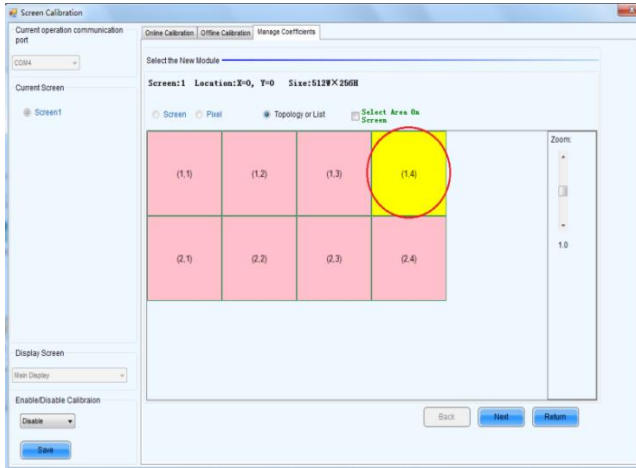 Screen Calibration
Current operation communication
port
COM4
Current Screen
Screen1
Display Screen
Main Display
Enable/Disable Calibraion
Disable
Save
Online Calibration Offline Calibration Manage Coefficients
Select the New Module
Screen:1 Location:X=0, Y=0 Size:512W×256H
Screen Pixel Topology or List Select Area On
Screen
(1,1) (1,2) (1,3) (1,4)
(2,1) (2,2) (2,3) (2,4)
Zoom:
+
-
1.0
Back Next Return